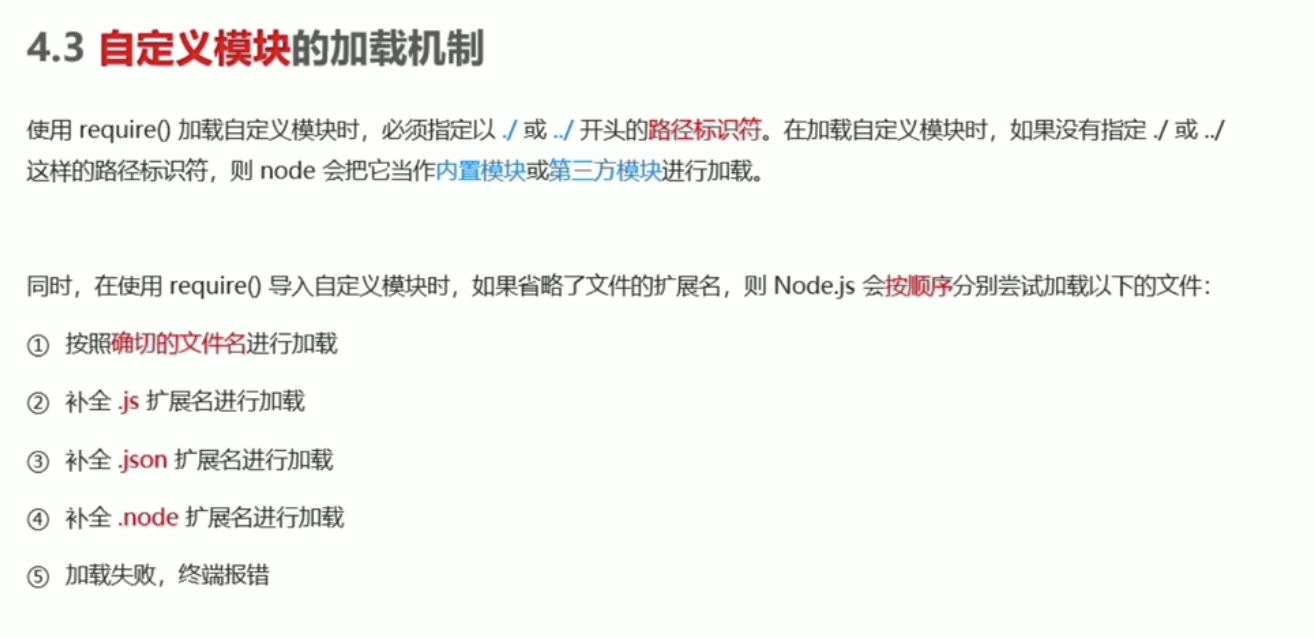 4.3 自定义模块的加载机制
使用 require() 加载自定义模块时，必须指定以 ./ 或 ../ 开头的路径标识符。在加载自定义模块时，如果没有指定 ./ 或 ../
这样的路径标识符，则 node 会把它当作内置模块或第三方模块进行加载。
同时，在使用 require() 导入自定义模块时，如果省略了文件的扩展名，则 Node.js 会按顺序分别尝试加载以下的文件：
① 按照确切的文件名进行加载
② 补全 .js 扩展名进行加载
③ 补全 .json 扩展名进行加载
④ 补全 .node 扩展名进行加载
⑤ 加载失败，终端报错